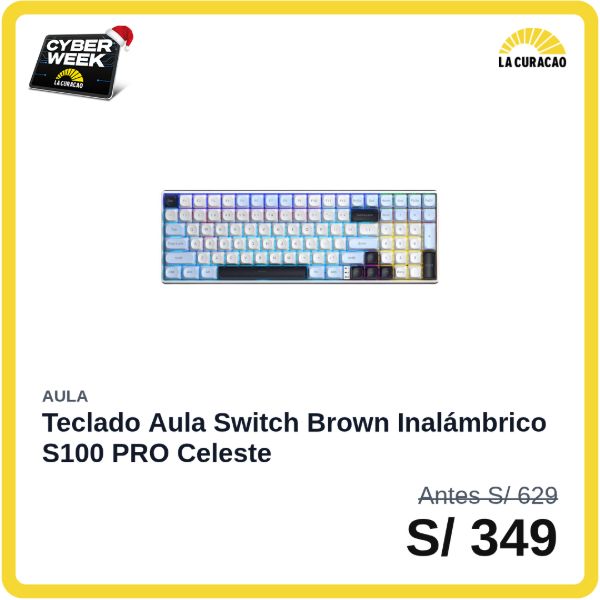 CYBER
WEEK
LA CURACAO
LA CURACAO
AULA
Teclado Aula Switch Brown Inalámbrico
S100 PRO Celeste
Antes S/ 629
S/ 349